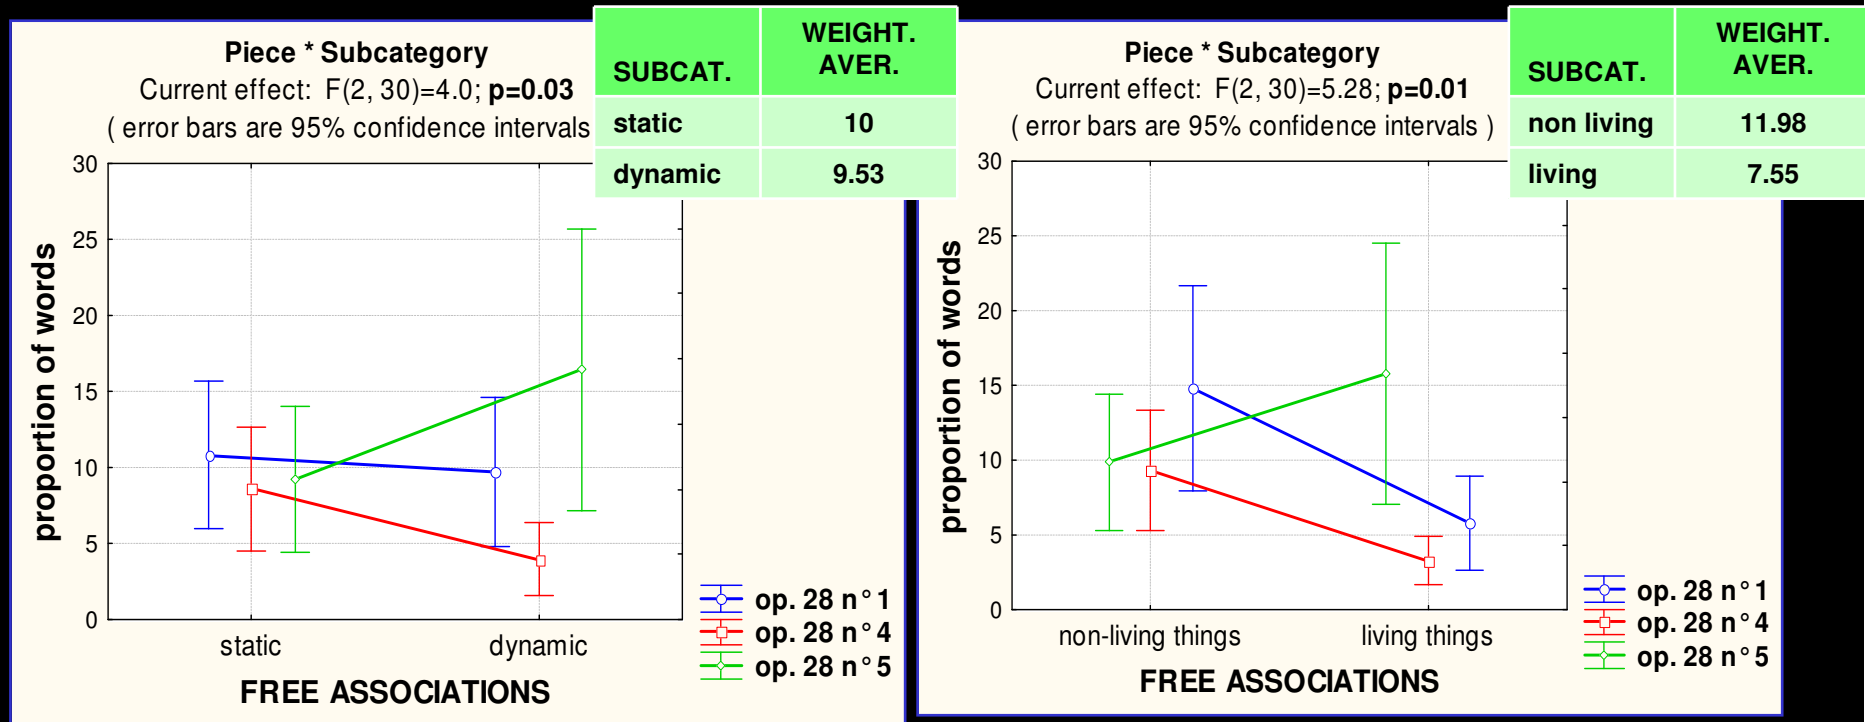 Piece * Subcategory
Current effect: F(2, 30)=4.0; p=0.03
( error bars are 95% confidence intervals
SUBCAT.
WEIGHT.
AVER.
static
10
dynamic
9.53
30
25
20
15
10
5
0
proportion of words
static
dynamic
FREE ASSOCIATIONS
op. 28 n°1
op. 28 n°4
op. 28 n°5
Piece * Subcategory
Current effect: F(2, 30)=5.28; p=0.01
( error bars are 95% confidence intervals )
SUBCAT.
WEIGHT.
AVER.
non living
11.98
living
7.55
30
25
20
15
10
5
0
proportion of words
non-living things
living things
FREE ASSOCIATIONS
op. 28 n°1
op. 28 n°4
op. 28 n°5